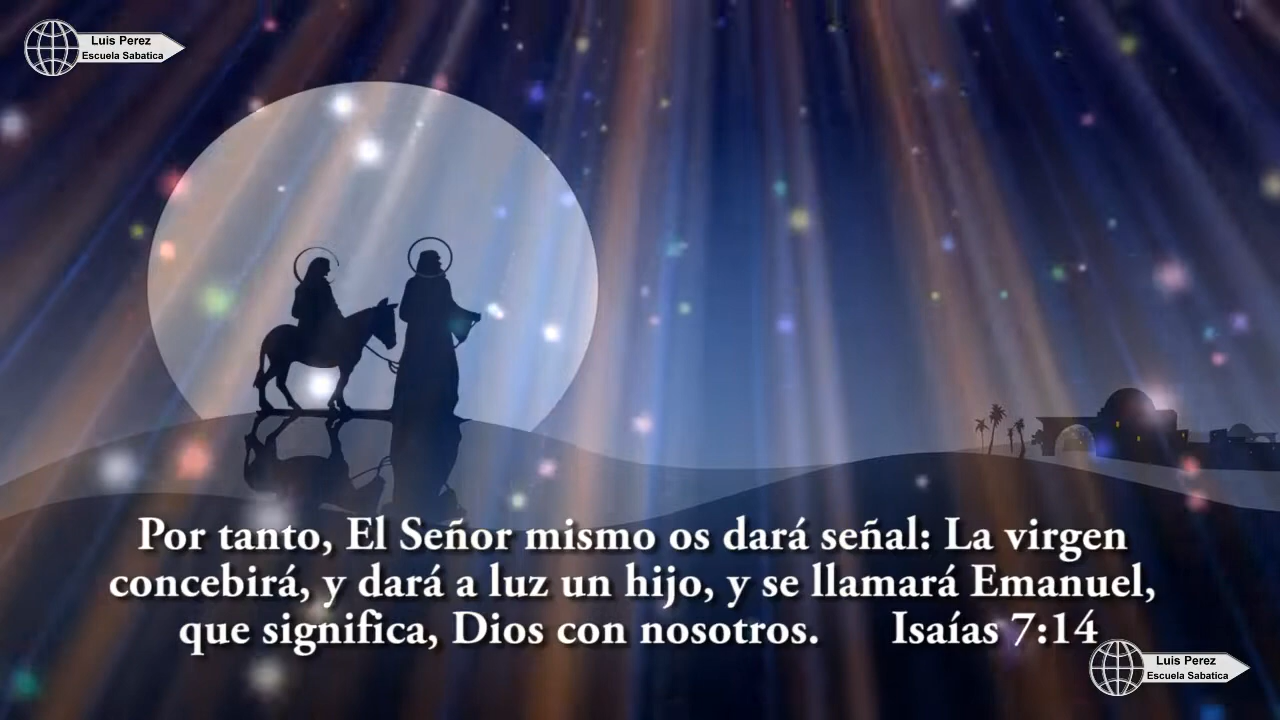 Luis Perez
Escuela Sabatica
Por tanto, El Señor mismo os dará señal: La virgen
concebirá, y dará a luz un hijo, y se llamará Emanuel,
que significa, Dios con nosotros. Isaías 7:14
Luis Perez
Escuela Sabatica